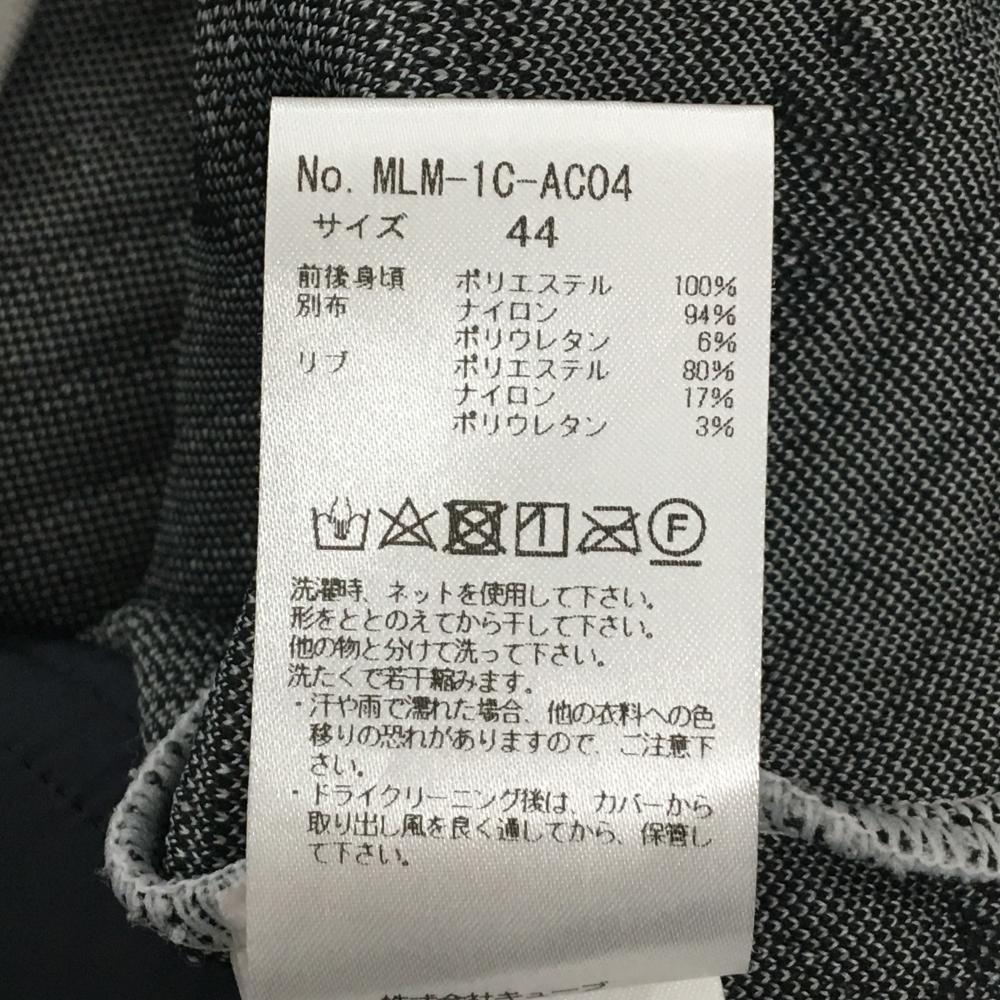 No. MLM-1C-AC04
サイズ 44
前後身頃 ポリエステル 100%
別布 ナイロン 94%
ポリウレタン 6%
リブ ポリエステル 80%
ナイロン 17%
ポリウレタン 3%
F
洗濯時、ネットを使用して下さい。
形をととのえてから干して下さい。
他の物と分けて洗って下さい。
洗たくで若干縮みます。
・汗や雨で濡れた場合、他の衣料への色
移りの恐れがありますので、ご注意下
さい。
・ドライクリーニング後は、カバーから
取り出し風を良く通してから、保管し
て下さい。
株式会社キューブ